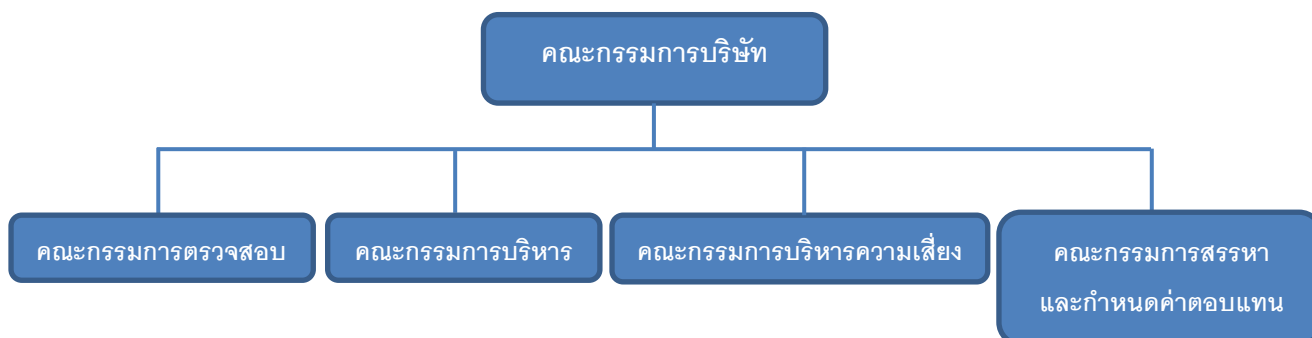 คณะกรรมการบริษัท
คณะกรรมการตรวจสอบ
คณะกรรมการบริหาร
คณะกรรมการบริหารความเสี่ยง
คณะกรรมการสรรหา
และกำหนดค่าตอบแทน